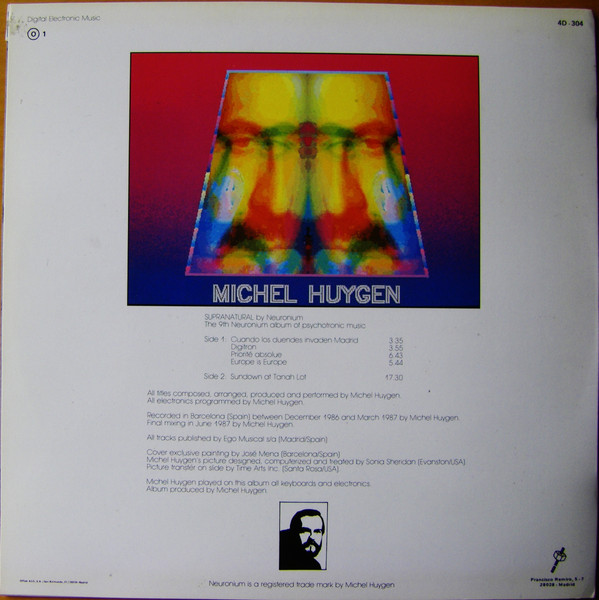 Digital Electronic Music
4D-304
O 1
MICHEL HUYGEN
SUPRANATURAL by Neuronium
The 9th Neuronium album of psychotronic music
Side 1: Cuando los duendes invaden Madrid 3.35
Digitron 3.55
Priorité absolue 6.43
Europe is Europe 5.44
Side 2: Sundown at Tanah Lot 17.30
All titles composed, arranged, produced and performed by Michel Huygen.
All electronics programmed by Michel Huygen.
Recorded in Barcelona (Spain) between December 1986 and March 1987 by Michel Huygen.
Final mixing in June 1987 by Michel Huygen.
All tracks published by Ego Musical s/a (Madrid/Spain)
Cover exclusive painting by José Mena (Barcelona/Spain)
Michel Huygen's picture designed, computerized and treated by Sonia Sheridan (Evanston/USA)
Picture transfer on slide by Time Arts Inc. (Santa Rosa/USA)
Michel Huygen played on this album all keyboards and electronics.
Album produced by Michel Huygen
Francisco Remiro, 5-7
28028-Madrid
Neuronium is a registered trade mark by Michel Huygen